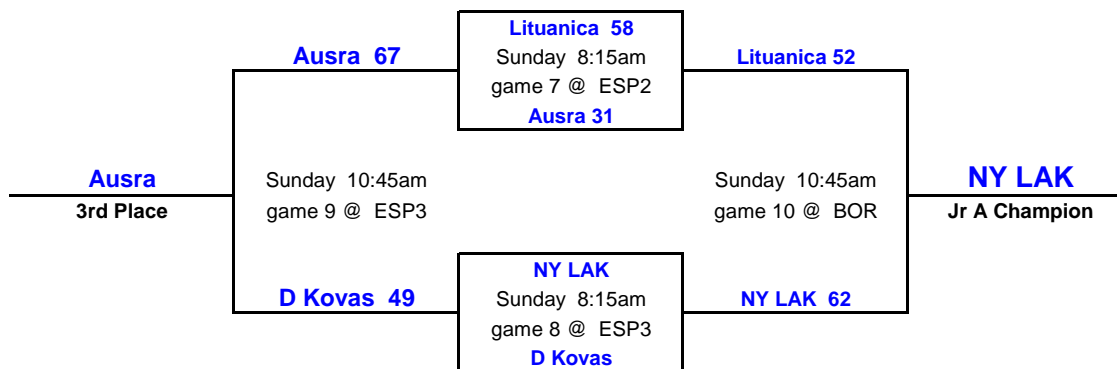 Lituanica 58
Ausra 67
Sunday 8:15am
Lituanica 52
game 7 @ ESP2
Ausra 31
Ausra
3rd Place
Sunday 10:45am
game 9 @ ESP3
Sunday 10:45am
game 10 @ BOR
NY LAK
Jr A Champion
NY LAK
D Kovas 49
Sunday 8:15am
NY LAK 62
game 8 @ ESP3
D Kovas